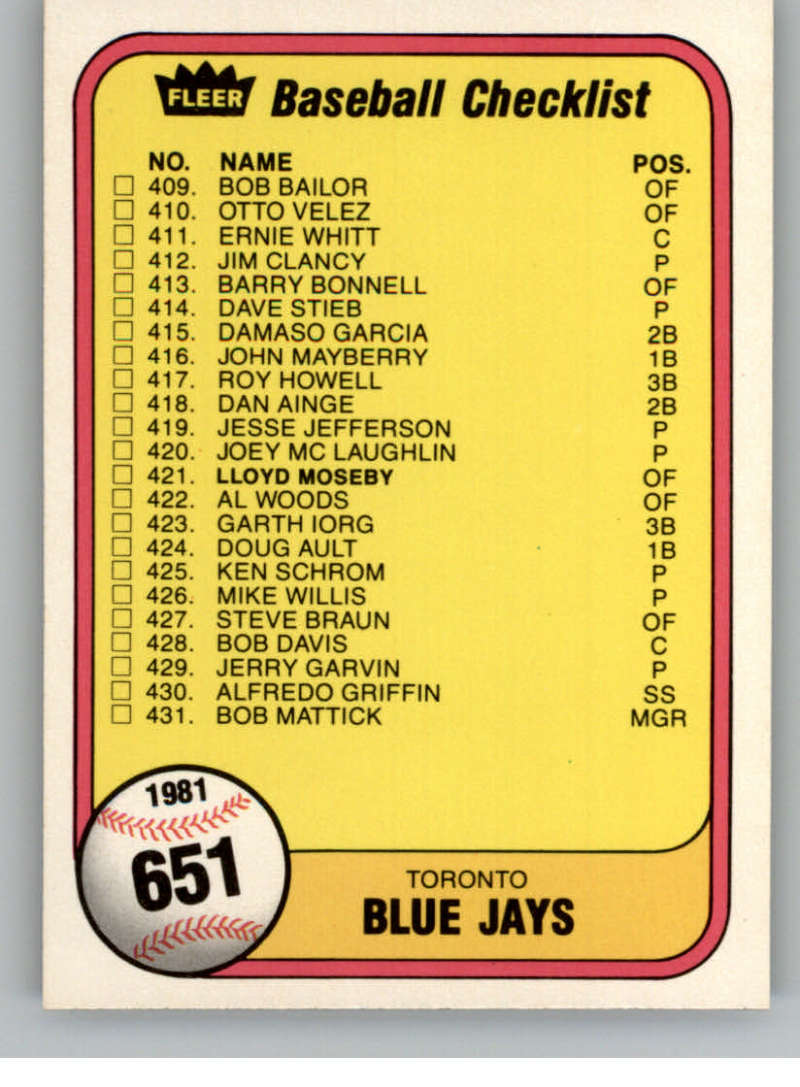 FLEER Baseball Checklist
NO. NAME POS.
409. BOB BAILOR OF
410. OTTO VELEZ OF
411. ERNIE WHITT C
412. JIM CLANCY P
413. BARRY BONNELL OF
414. DAVE STIEB P
415. DAMASO GARCIA 2B
416. JOHN MAYBERRY 1B
417. ROY HOWELL 3B
418. DAN AINGE 2B
419. JESSE JEFFERSON P
420. JOEY MC LAUGHLIN P
421. LLOYD MOSEBY OF
422. AL WOODS OF
423. GARTH IORG 3B
424. DOUG AULT 1B
425. KEN SCHROM P
426. MIKE WILLIS P
427. STEVE BRAUN OF
428. BOB DAVIS C
429. JERRY GARVIN P
430. ALFREDO GRIFFIN SS
431. BOB MATTICK MGR
1981
651
TORONTO
BLUE JAYS